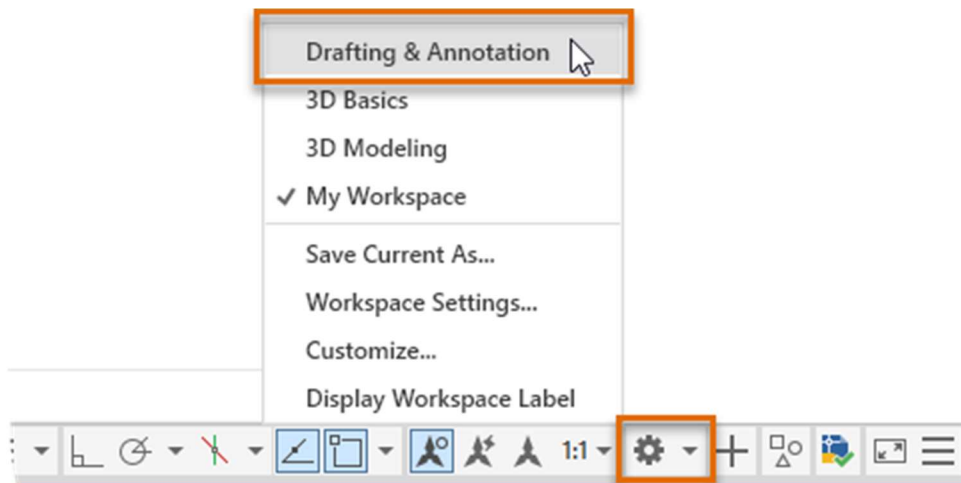 Drafting & Annotation
3D Basics
3D Modeling
My Workspace
Save Current As...
Workspace Settings...
Customize...
Display Workspace Label
1:1